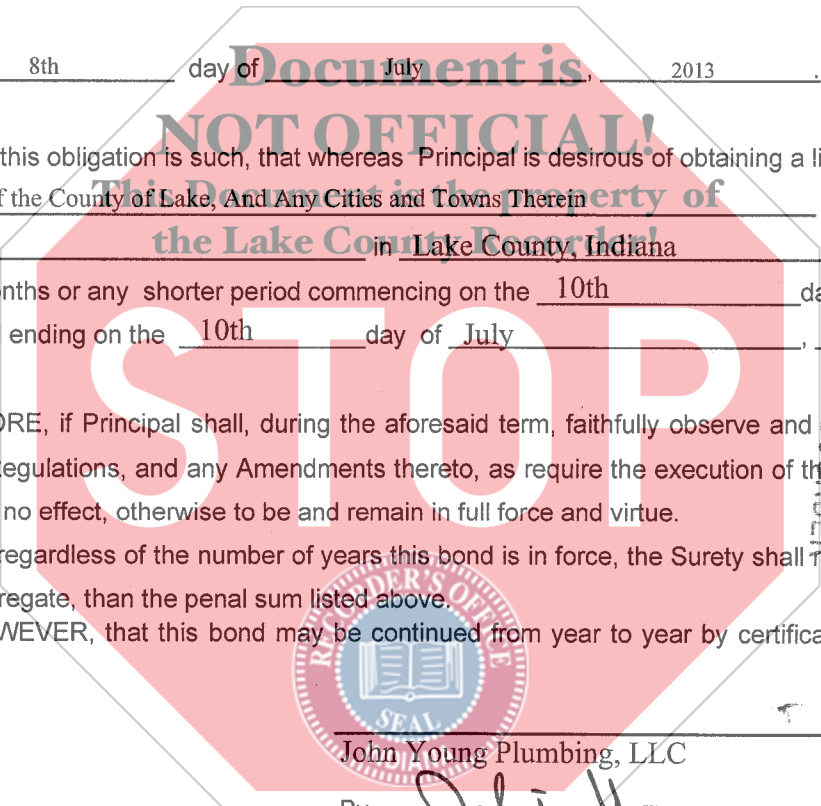 8th day of July, 2013.
Document is
NOT OFFICIAL!
this obligation is such, that whereas Principal is desirous of obtaining a li
f the County of Lake, And Any Cities and Towns Therein
This Document is the property of
the Lake County Recorder!
in Lake County, Indiana
nths or any shorter period commencing on the 10th da
ending on the 10th day of July,
STOP
ORE, if Principal shall, during the aforesaid term, faithfully observe and
Regulations, and any Amendments thereto, as require the execution of th
no effect, otherwise to be and remain in full force and virtue.
regardless of the number of years this bond is in force, the Surety shall
regate, than the penal sum listed above.
WEVER, that this bond may be continued from year to year by certifica
RECORDER'S OFFICE
SEAL
INDIANA
John Young Plumbing, LLC
By